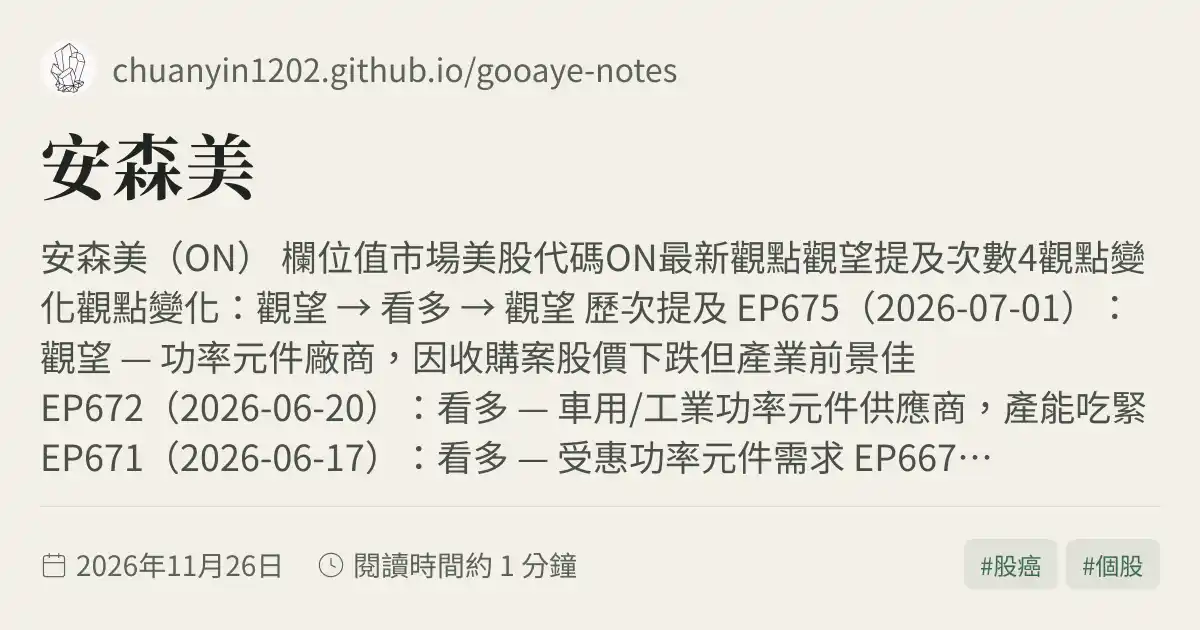 chuanyin1202.github.io/gooaye-notes
安森美
安森美（ON） 欄位值市場美股代碼ON最新觀點觀望提及次數4觀點變
化觀點變化：觀望 → 看多 → 觀望 歷次提及 EP675（2026-07-01）：
觀望 — 功率元件廠商，因收購案股價下跌但產業前景佳
EP672（2026-06-20）：看多 — 車用/工業功率元件供應商，產能吃緊
EP671（2026-06-17）：看多 — 受惠功率元件需求 EP667…
2026年11月26日 閱讀時間約 1 分鐘
#股癌 #個股